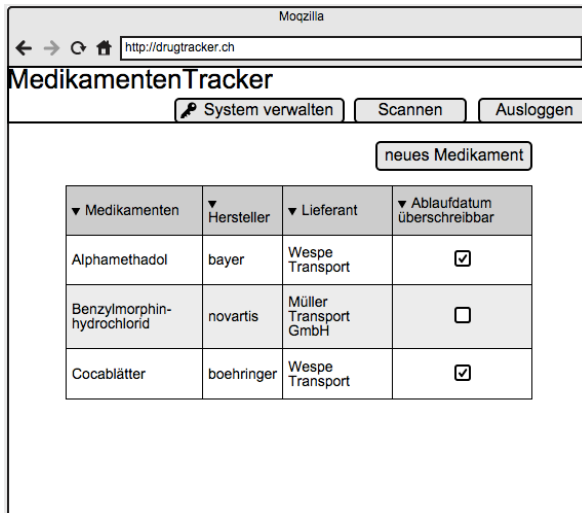 Moqzilla
http://drugtracker.ch
MedikamentenTracker
System verwalten
Scannen
Ausloggen
neues Medikament
▼ Medikamenten
▼ Hersteller
▼ Lieferant
▼ Ablaufdatum
überschreibbar
Alphamethadol
bayer
Wespe
Transport
Benzylmorphin-
hydrochlorid
novartis
Müller
Transport
GmbH
Cocablätter
boehringer
Wespe
Transport